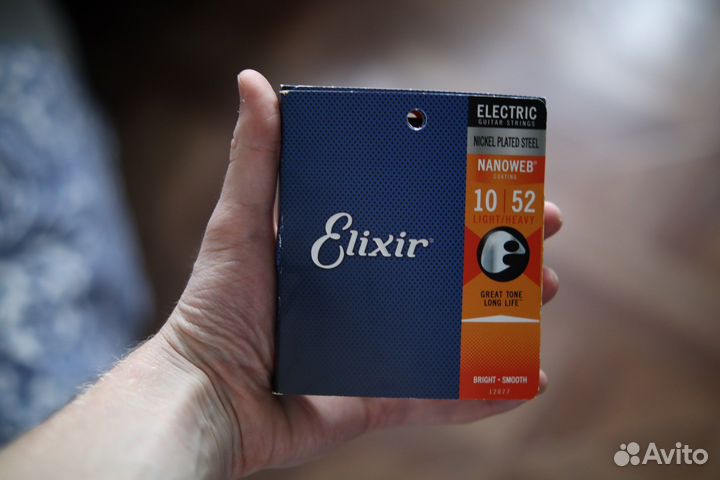 ELECTRIC
GUITAR STRINGS
NICKEL PLATED STEEL
NANOWEB®
COATING
10 | 52
LIGHT/HEAVY
Elixir®
GREAT TONE
LONG LIFE™
BRIGHT • SMOOTH
12077
Avito